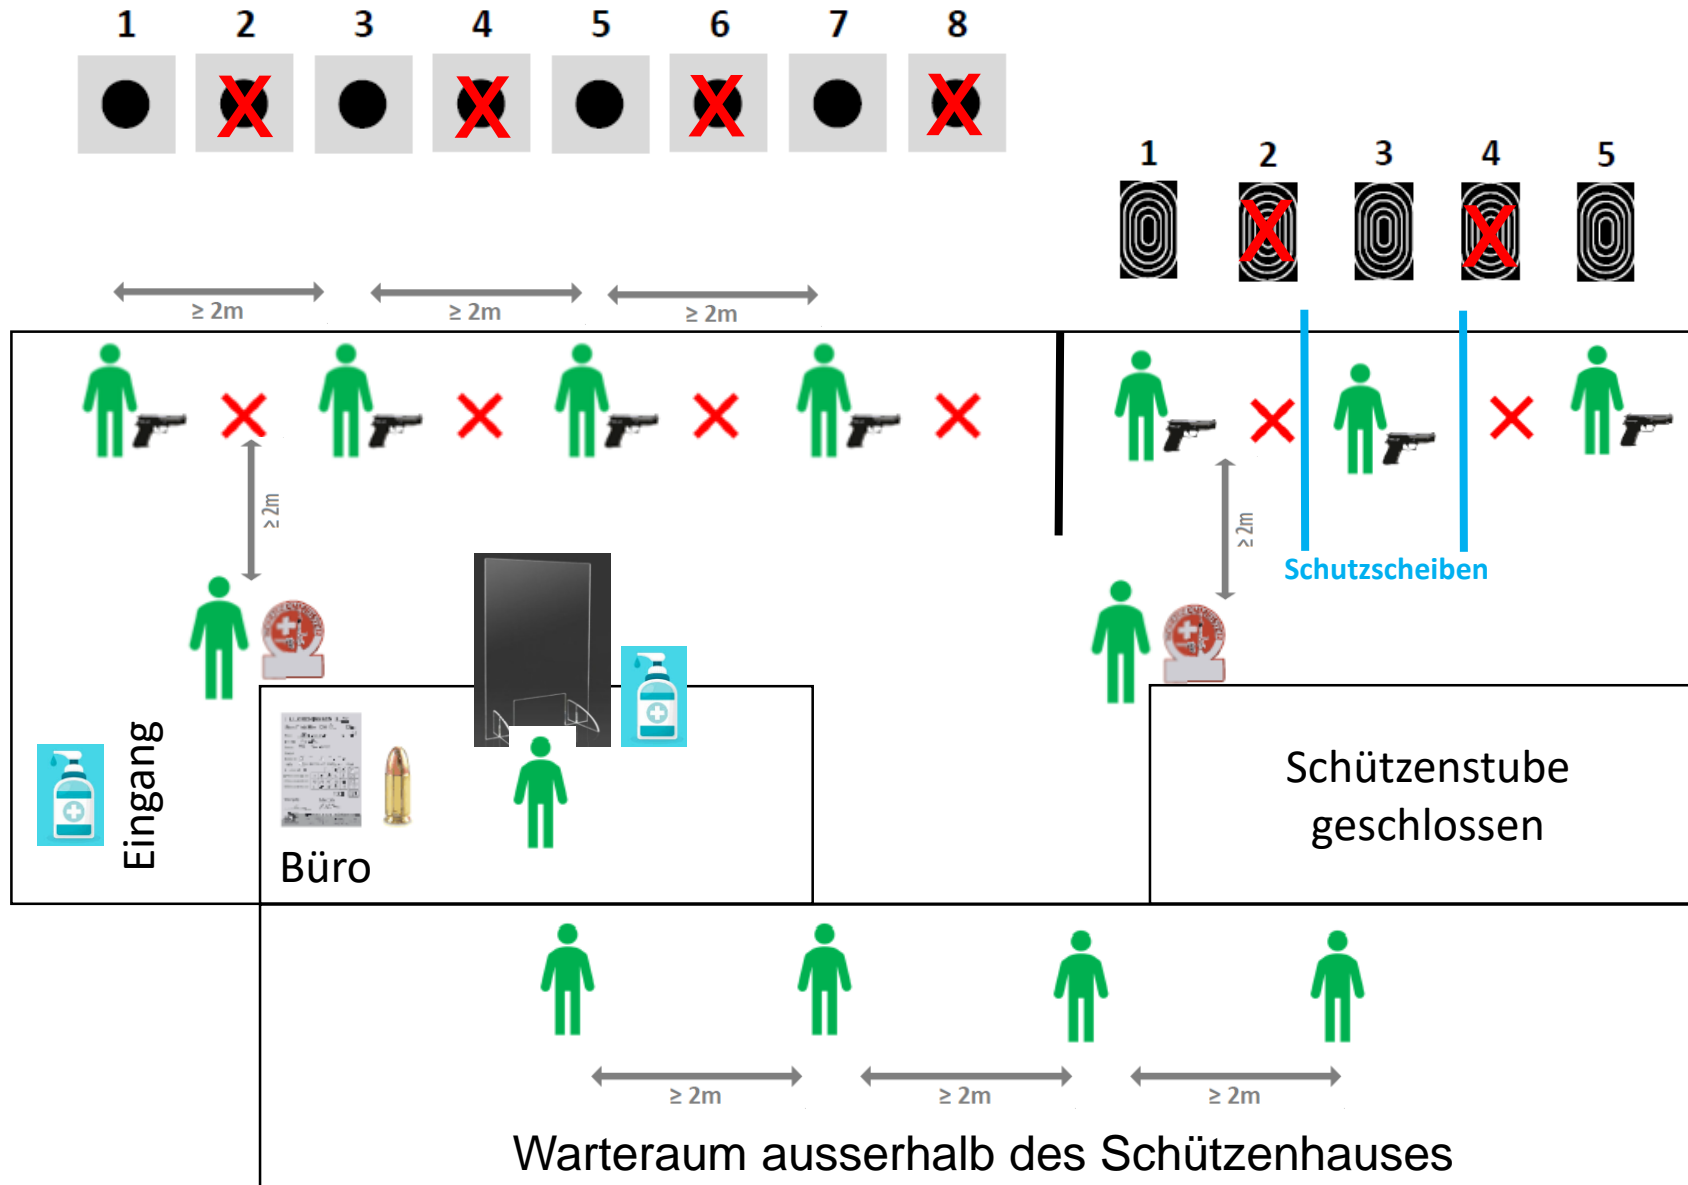 1 2 3 4 5 6 7 8
1 2 3 4 5
≥ 2m ≥ 2m ≥ 2m
≥ 2m
≥ 2m
Schutzscheiben
Eingang
Büro
Schützenstube
geschlossen
≥ 2m ≥ 2m ≥ 2m
Warteraum ausserhalb des Schützenhauses